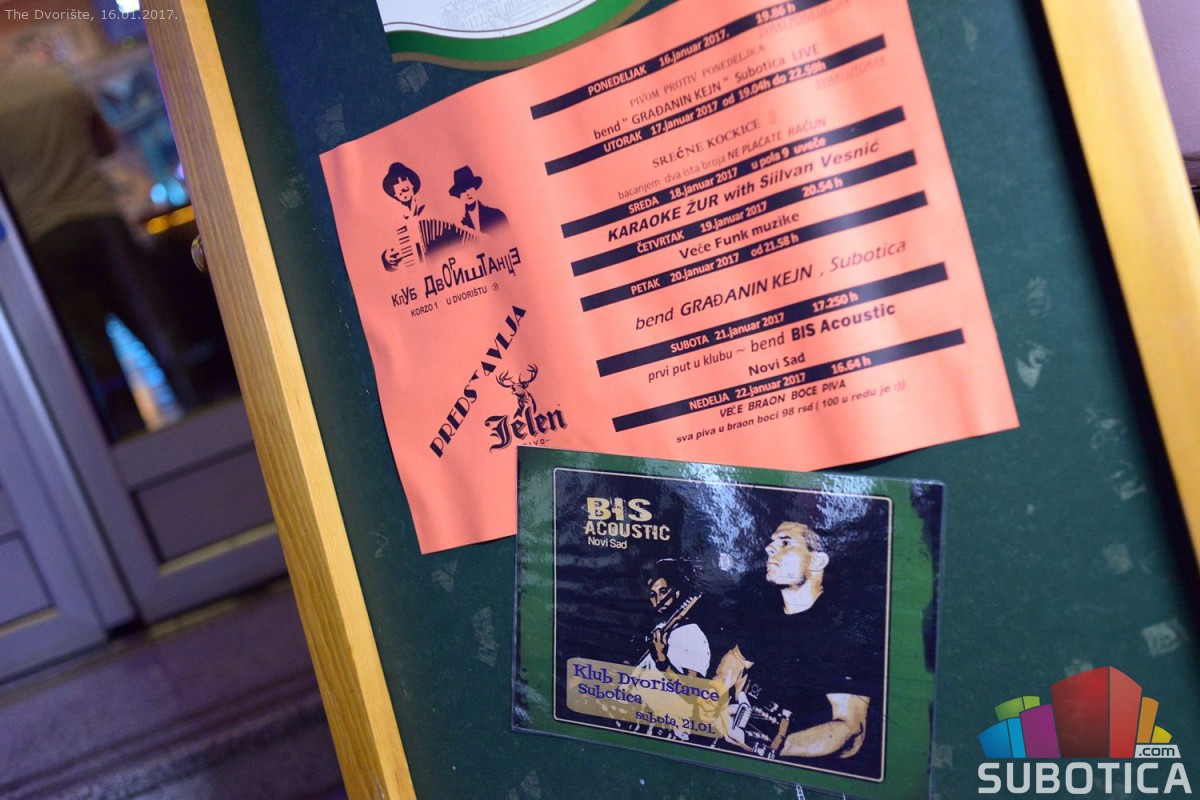 The Dvorište, 16.01.2017.
PONEDELJAK 16.januar 2017. 19.86 h
PIVOM PROTIV PONEDELJKA
bend " GRAĐANIN KEJN " Subotica LIVE
UTORAK 17.januar 2017 od 19.04h do 22.59h
SREĆNE KOCKICE 3
bacanjem dva ista broja NE PLAĆATE RAČUN
SREDA 18.januar 2017 u pola 9 uveče
KARAOKE ŽUR with Siilvan Vesnić
ČETVRTAK 19.januar 2017 20.54 h
Veče Funk muzike
PETAK 20.januar 2017 od 21.58 h
bend GRAĐANIN KEJN , Subotica
SUBOTA 21.januar 2017 17.250 h
prvi put u klubu ~ bend BIS Acoustic
Novi Sad
NEDELJA 22.januar 2017 16.64 h
VEČE BRAON BOCE PIVA
sva piva u braon boci 98 rsd ( 100 u redu je :))
Клуб ДвОРИшТАНЦЕ
KORZO 1 U DVORIŠTU :))
PREDSTAVLJA
Jelen
BIS
ACOUSTIC
Novi Sad
Klub Dvorištance
subotica
subota, 21.01.
.com
SUBOTICA